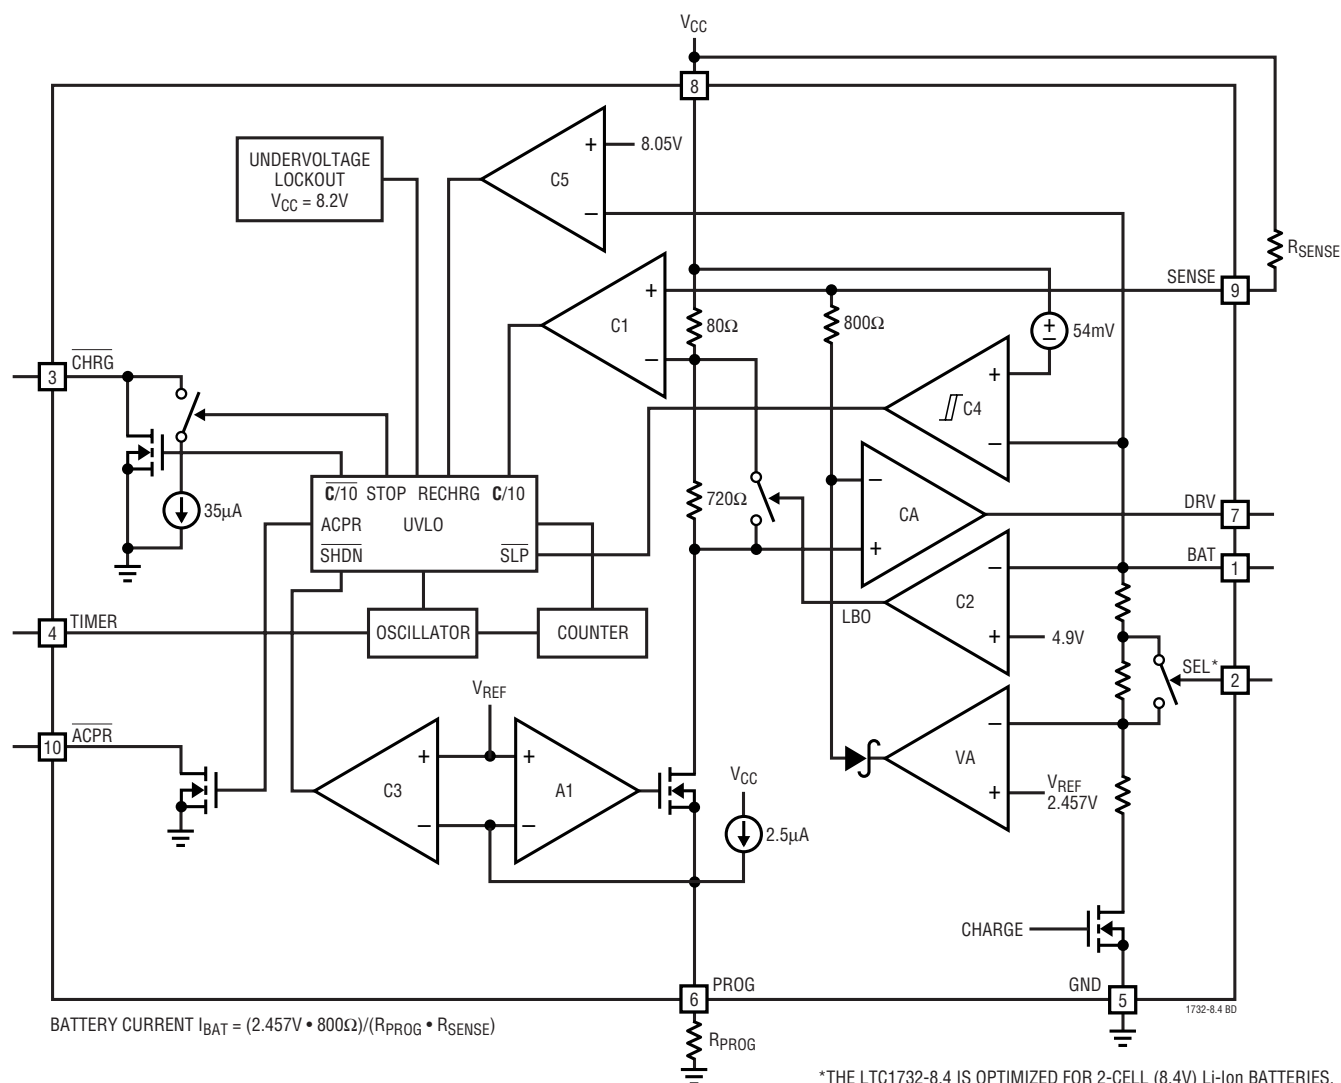 VCC
8
UNDERVOLTAGE
LOCKOUT
VCC = 8.2V
+
8.05V
C5
–
RSENSE
SENSE
9
+
C1
–
80Ω
800Ω
+
–
54mV
3
CHRG
+
C4
–
35µA
C/10 STOP RECHRG C/10
ACPR UVLO
SHDN SLP
720Ω
–
CA
+
DRV
7
BAT
1
–
C2
+
4.9V
LBO
4
TIMER
OSCILLATOR
COUNTER
SEL*
2
VREF
10
ACPR
+
C3
–
+
A1
–
VCC
2.5µA
–
VA
+
VREF
2.457V
CHARGE
6
PROG
GND
5
1732-8.4 BD
BATTERY CURRENT IBAT = (2.457V • 800Ω)/(RPROG • RSENSE)
RPROG
*THE LTC1732-8.4 IS OPTIMIZED FOR 2-CELL (8.4V) Li-Ion BATTERIES.